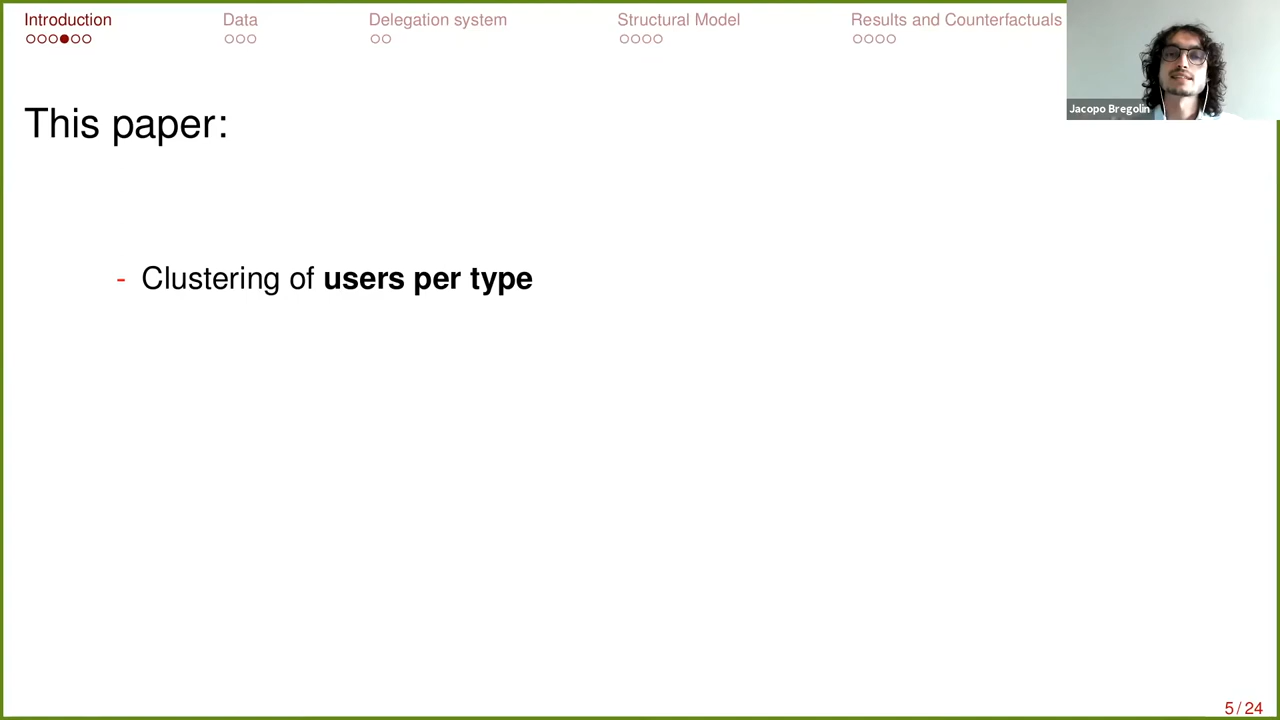 Introduction
Data
Delegation system
Structural Model
Results and Counterfactuals
Jacopo Bregolin
This paper:
- Clustering of users per type
5 / 24